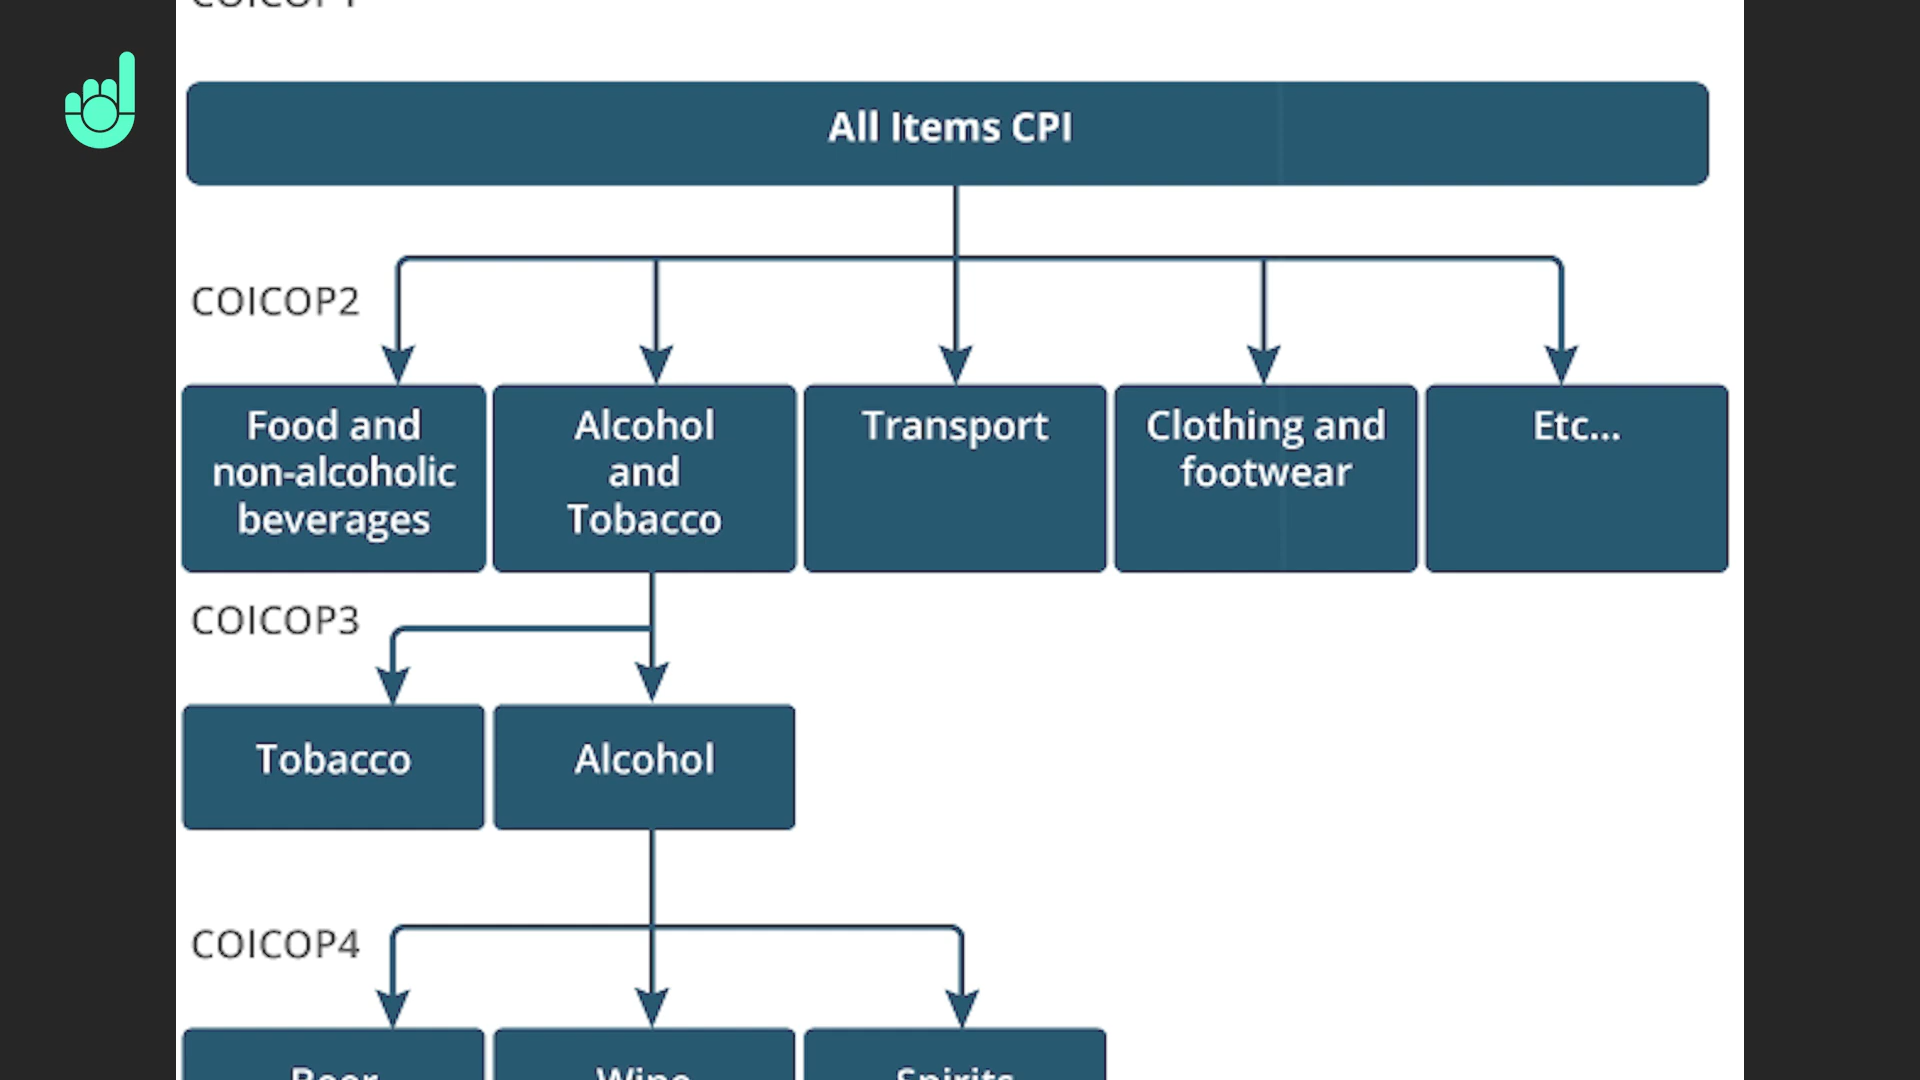 COICOP1
All Items CPI
COICOP2
Food and
non-alcoholic
beverages
Alcohol
and
Tobacco
Transport
Clothing and
footwear
Etc...
COICOP3
Tobacco
Alcohol
COICOP4
Beer
Wine
Spirits